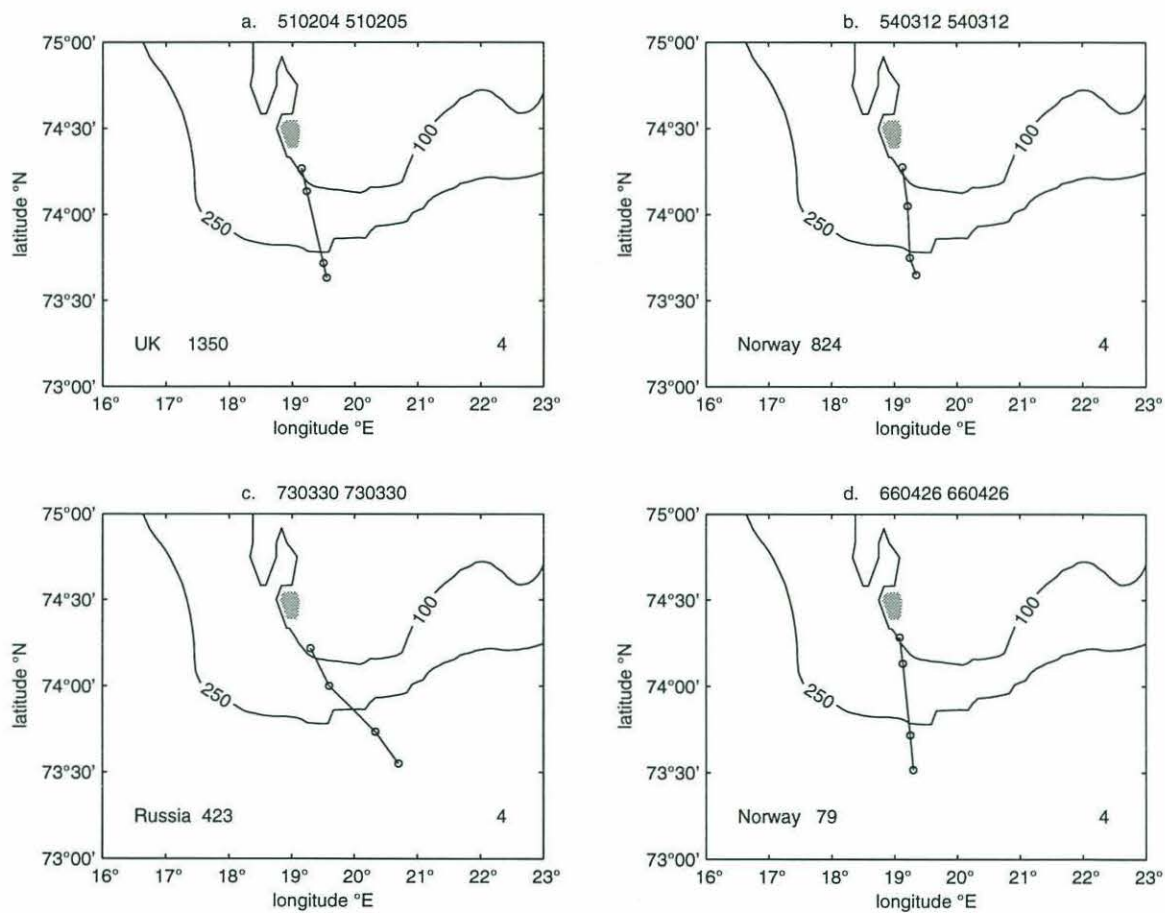 a. 510204 510205
75°00'
74°30'
74°00'
73°30'
73°00'
latitude °N
100
250
UK 1350
4
16° 17° 18° 19° 20° 21° 22° 23°
longitude °E
b. 540312 540312
75°00'
74°30'
74°00'
73°30'
73°00'
latitude °N
100
250
Norway 824
4
16° 17° 18° 19° 20° 21° 22° 23°
longitude °E
c. 730330 730330
75°00'
74°30'
74°00'
73°30'
73°00'
latitude °N
100
250
Russia 423
4
16° 17° 18° 19° 20° 21° 22° 23°
longitude °E
d. 660426 660426
75°00'
74°30'
74°00'
73°30'
73°00'
latitude °N
100
250
Norway 79
4
16° 17° 18° 19° 20° 21° 22° 23°
longitude °E